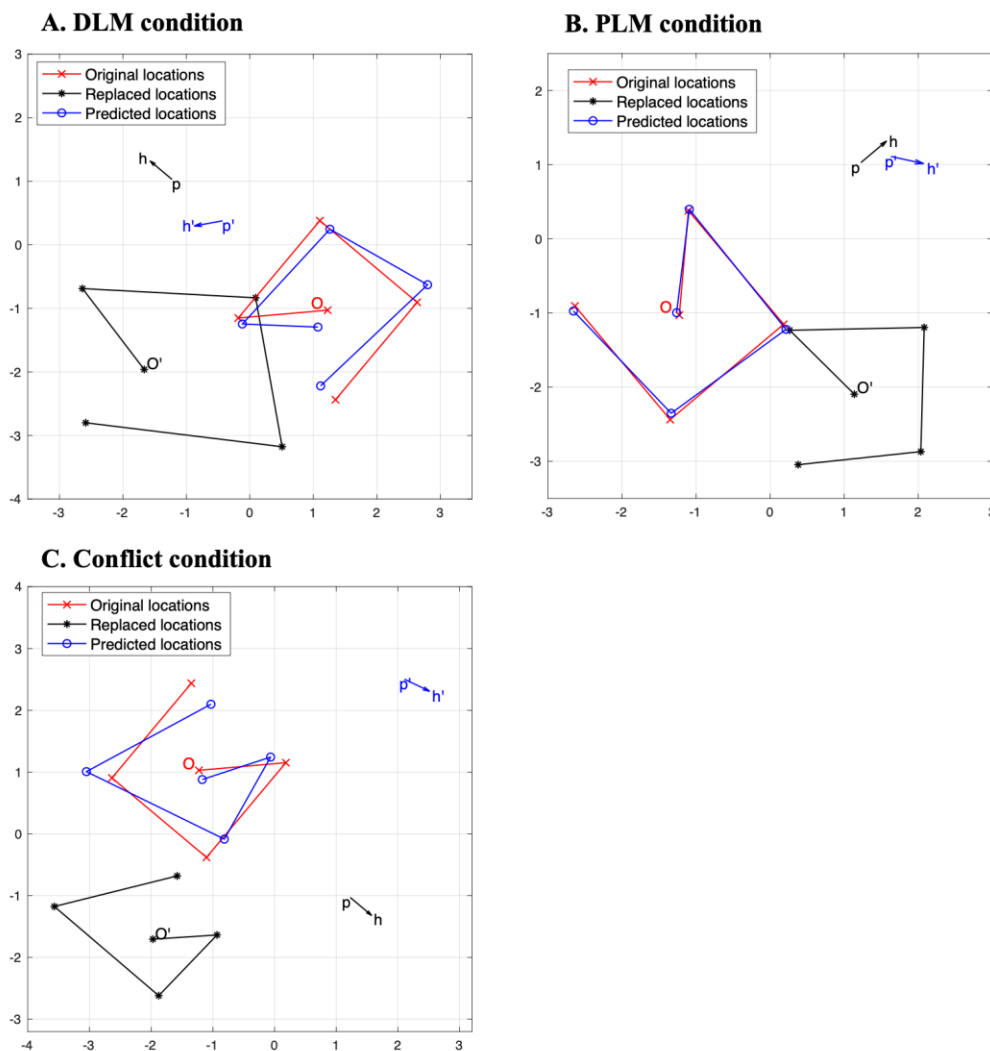 A. DLM condition
3
2
1
0
-1
-2
-3
-4
-3
-2
-1
0
1
2
3
Original locations
Replaced locations
Predicted locations
h
p
h'
p'
O
O'
B. PLM condition
2
1
0
-1
-2
-3
-3
-2
-1
0
1
2
3
Original locations
Replaced locations
Predicted locations
h
p
p'
h'
O
O'
C. Conflict condition
4
3
2
1
0
-1
-2
-3
-4
-3
-2
-1
0
1
2
3
Original locations
Replaced locations
Predicted locations
p'
h'
O
p
h
O'